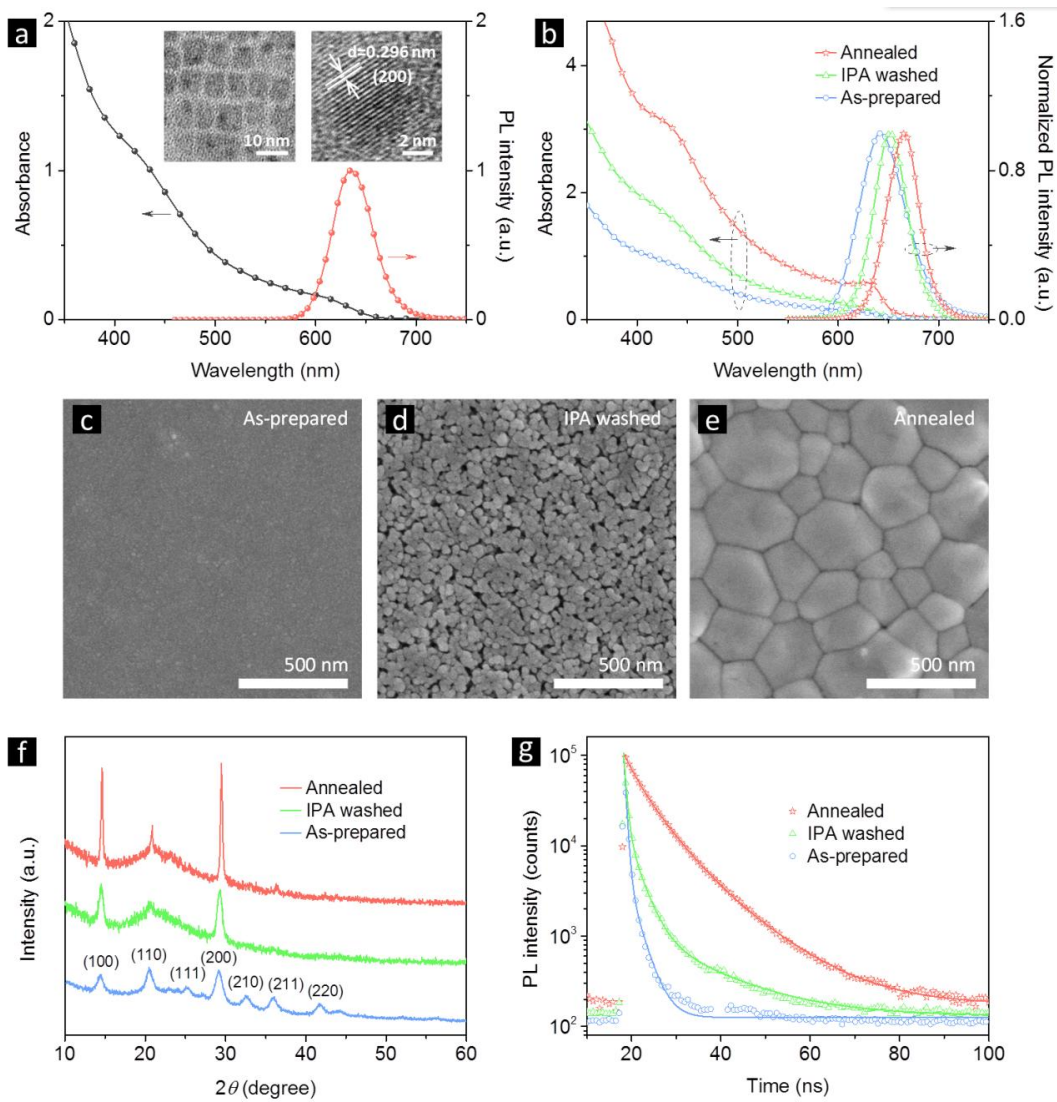 a
2
1
0
Absorbance
400
500
600
700
Wavelength (nm)
2
1
0
PL intensity (a.u.)
10 nm
d=0.296 nm
(200)
2 nm
b
4
2
0
Absorbance
400
500
600
700
Wavelength (nm)
1.6
0.8
0.0
Normalized PL intensity (a.u.)
Annealed
IPA washed
As-prepared
c
As-prepared
500 nm
d
IPA washed
500 nm
e
Annealed
500 nm
f
Intensity (a.u.)
Annealed
IPA washed
As-prepared
(100)
(110)
(111)
(200)
(210)
(211)
(220)
10
20
30
40
50
60
2θ (degree)
g
10⁵
10⁴
10³
10²
PL intensity (counts)
Annealed
IPA washed
As-prepared
20
40
60
80
100
Time (ns)